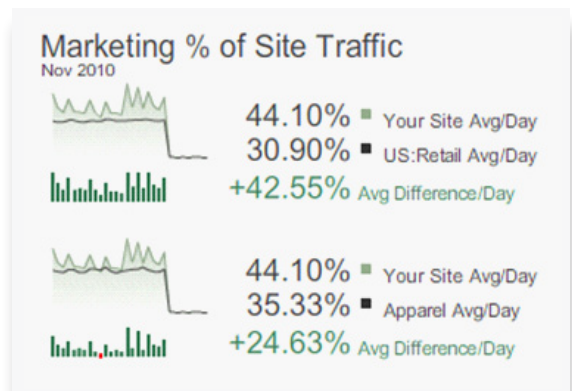 Marketing % of Site Traffic
Nov 2010
44.10% Your Site Avg/Day
30.90% US:Retail Avg/Day
+42.55% Avg Difference/Day
44.10% Your Site Avg/Day
35.33% Apparel Avg/Day
+24.63% Avg Difference/Day